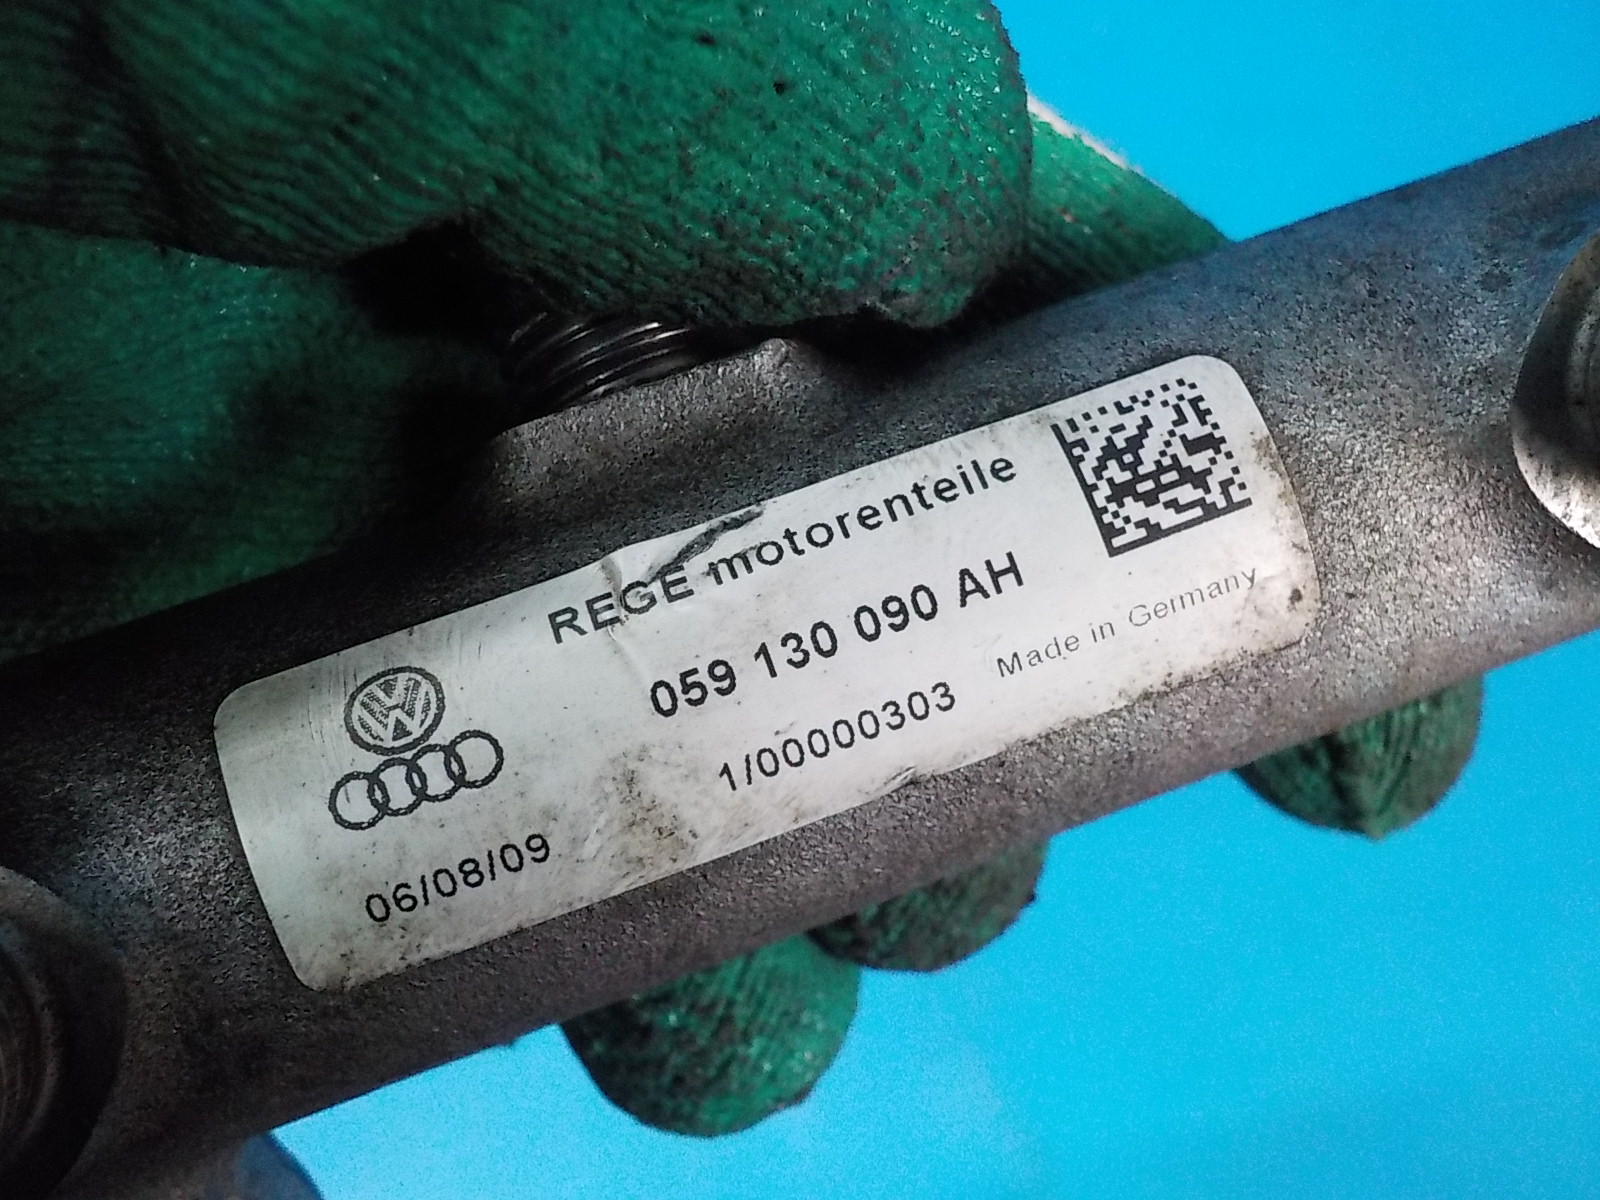 REGE motorenteile
059 130 090 AH
1/00000303
Made in Germany
06/08/09